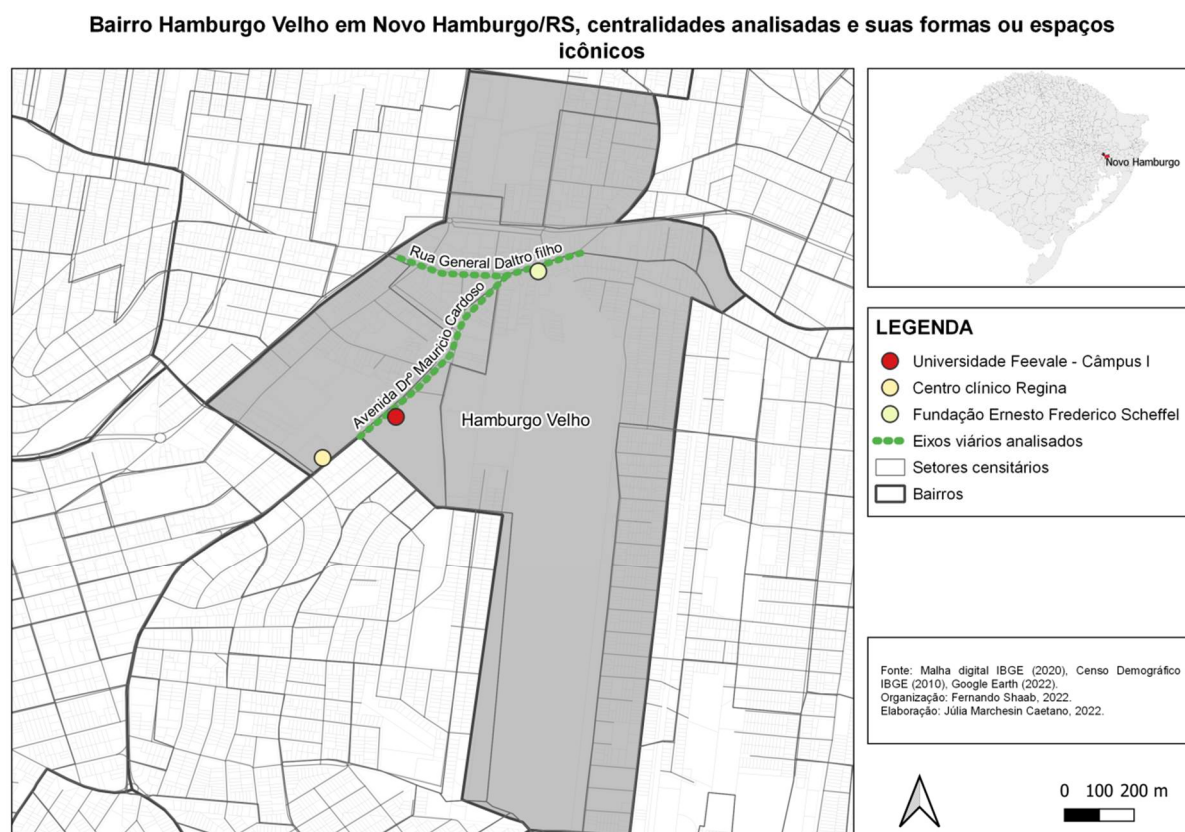 Bairro Hamburgo Velho em Novo Hamburgo/RS, centralidades analisadas e suas formas ou espaços
icônicos
Rua General Daltro filho
Avenida Drº Mauricio Cardoso
Hamburgo Velho
Novo Hamburgo
LEGENDA
Universidade Feevale - Câmpus I
Centro clínico Regina
Fundação Ernesto Frederico Scheffel
Eixos viários analisados
Setores censitários
Bairros
Fonte: Malha digital IBGE (2020), Censo Demográfico
IBGE (2010), Google Earth (2022).
Organização: Fernando Shaab, 2022.
Elaboração: Júlia Marchesin Caetano, 2022.
0 100 200 m